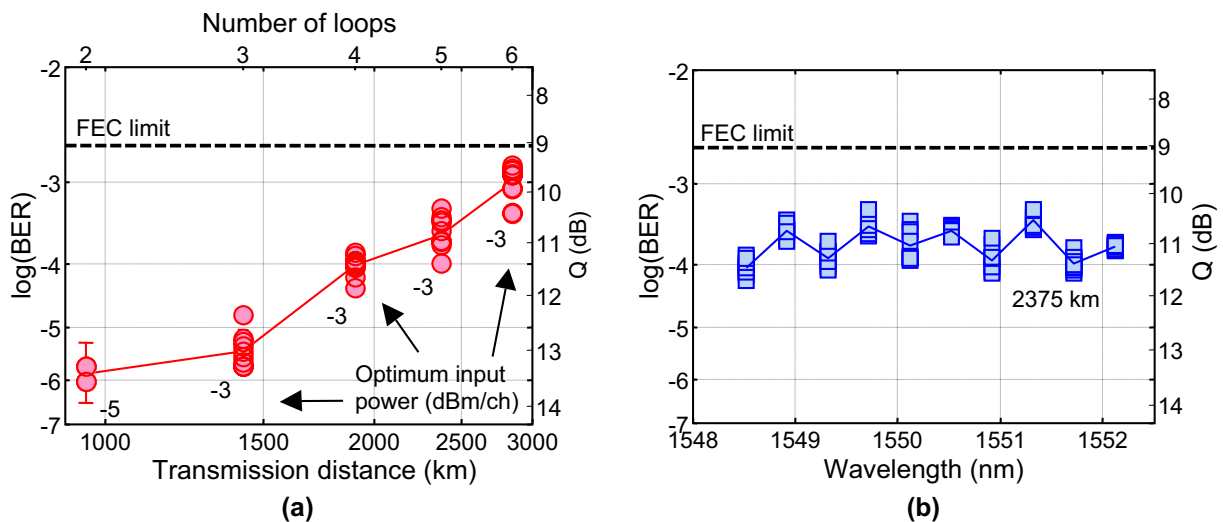 Number of loops
2 3 4 5 6
-2
-3
-4
-5
-6
-7
log(BER)
FEC limit
8
9
10
11
12
13
14
Q (dB)
-5
-3
-3
-3
-3
Optimum input
power (dBm/ch)
1000 1500 2000 2500 3000
Transmission distance (km)
(a)
-2
-3
-4
-5
-6
-7
log(BER)
FEC limit
8
9
10
11
12
13
14
Q (dB)
2375 km
1548 1549 1550 1551 1552
Wavelength (nm)
(b)